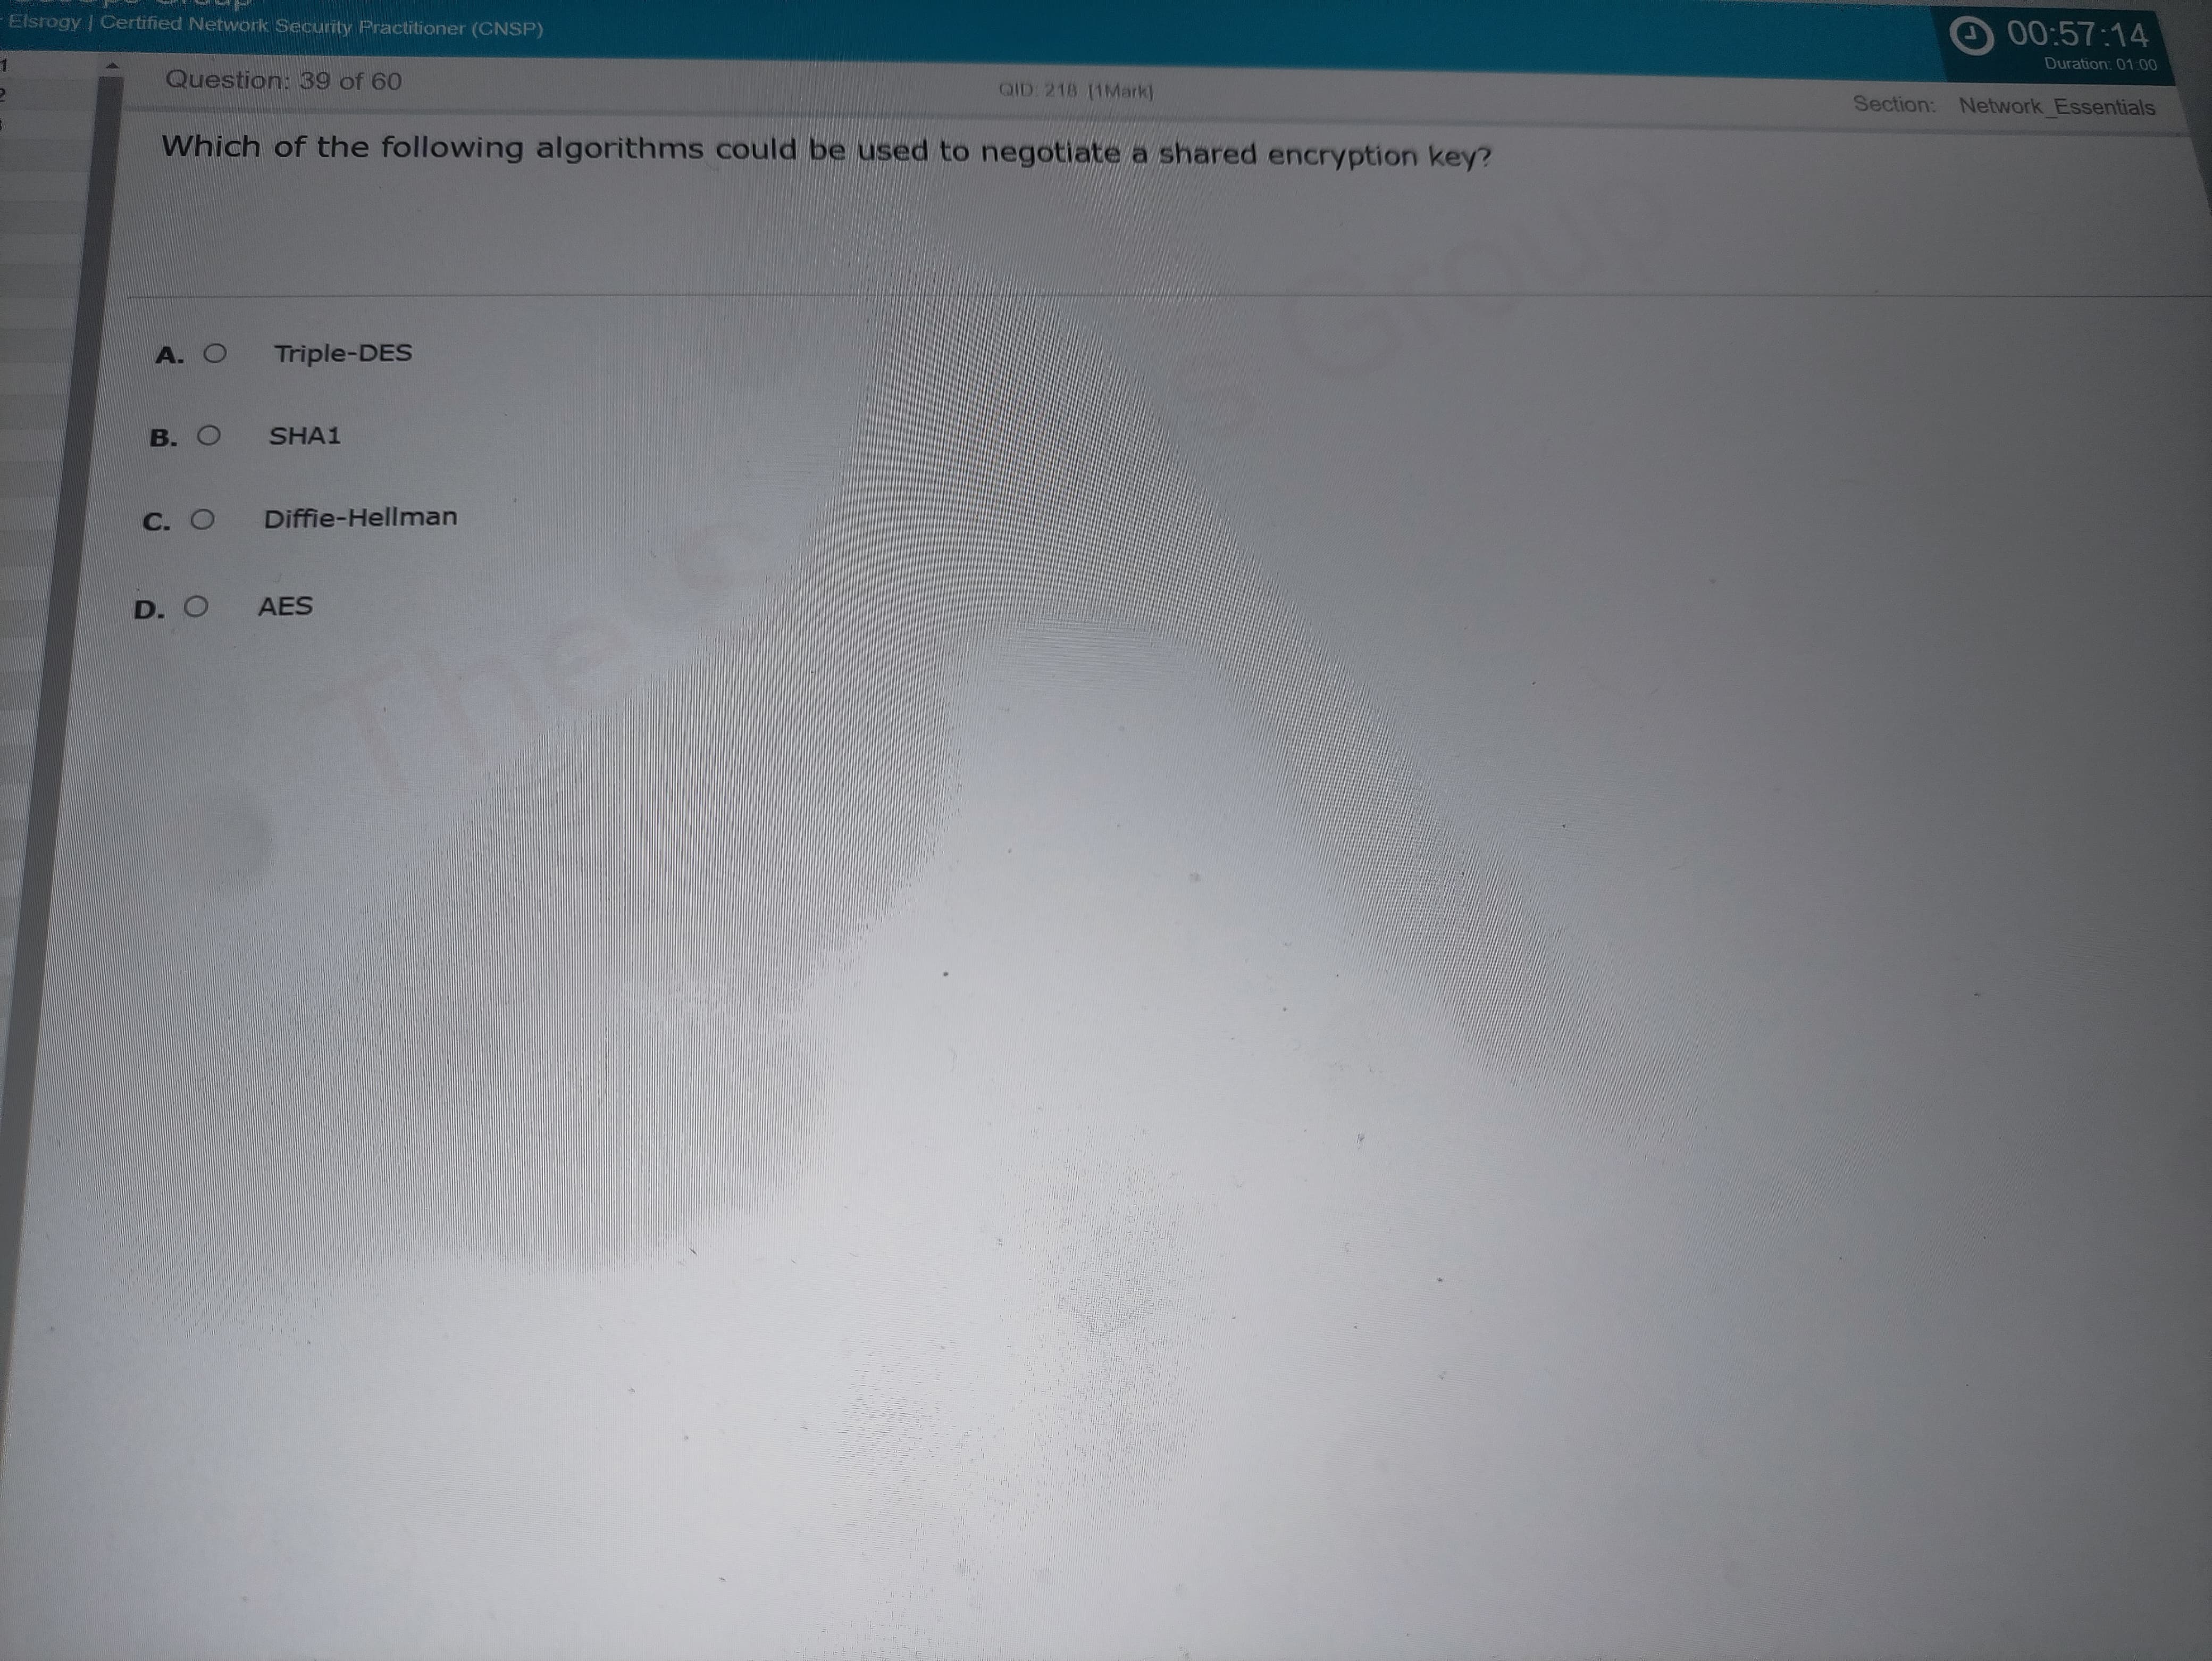 Elsrogy | Certified Network Security Practitioner (CNSP)
00:57:14
Duration: 01:00
Question: 39 of 60
QID: 218 [1Mark]
Section: Network_Essentials
Which of the following algorithms could be used to negotiate a shared encryption key?
A. Triple-DES
B. SHA1
C. Diffie-Hellman
D. AES
The
s Group